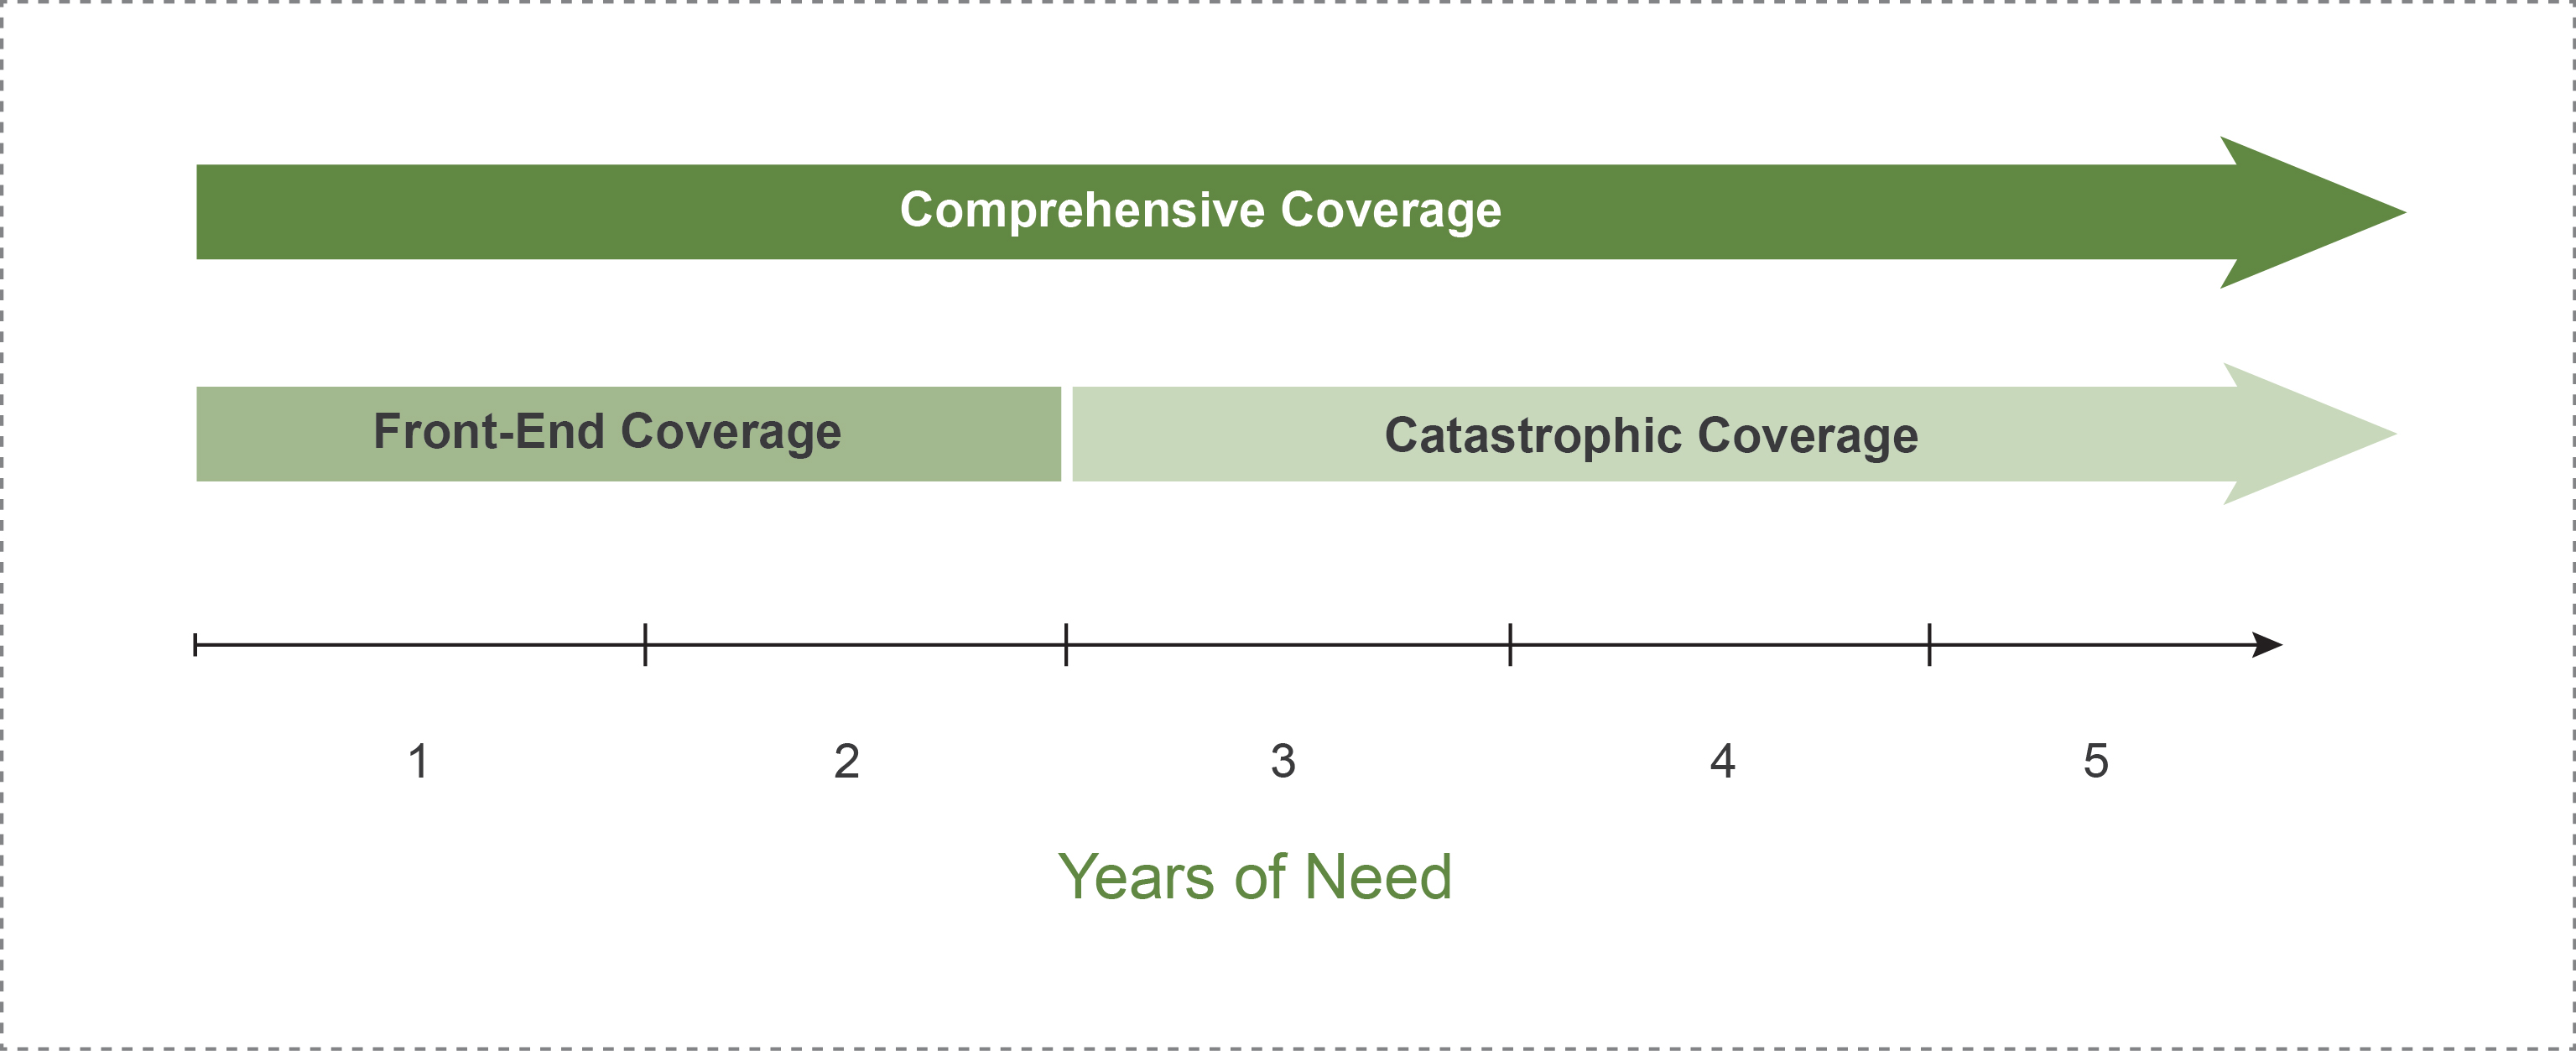 Comprehensive Coverage
Front-End Coverage
Catastrophic Coverage
1 2 3 4 5
Years of Need